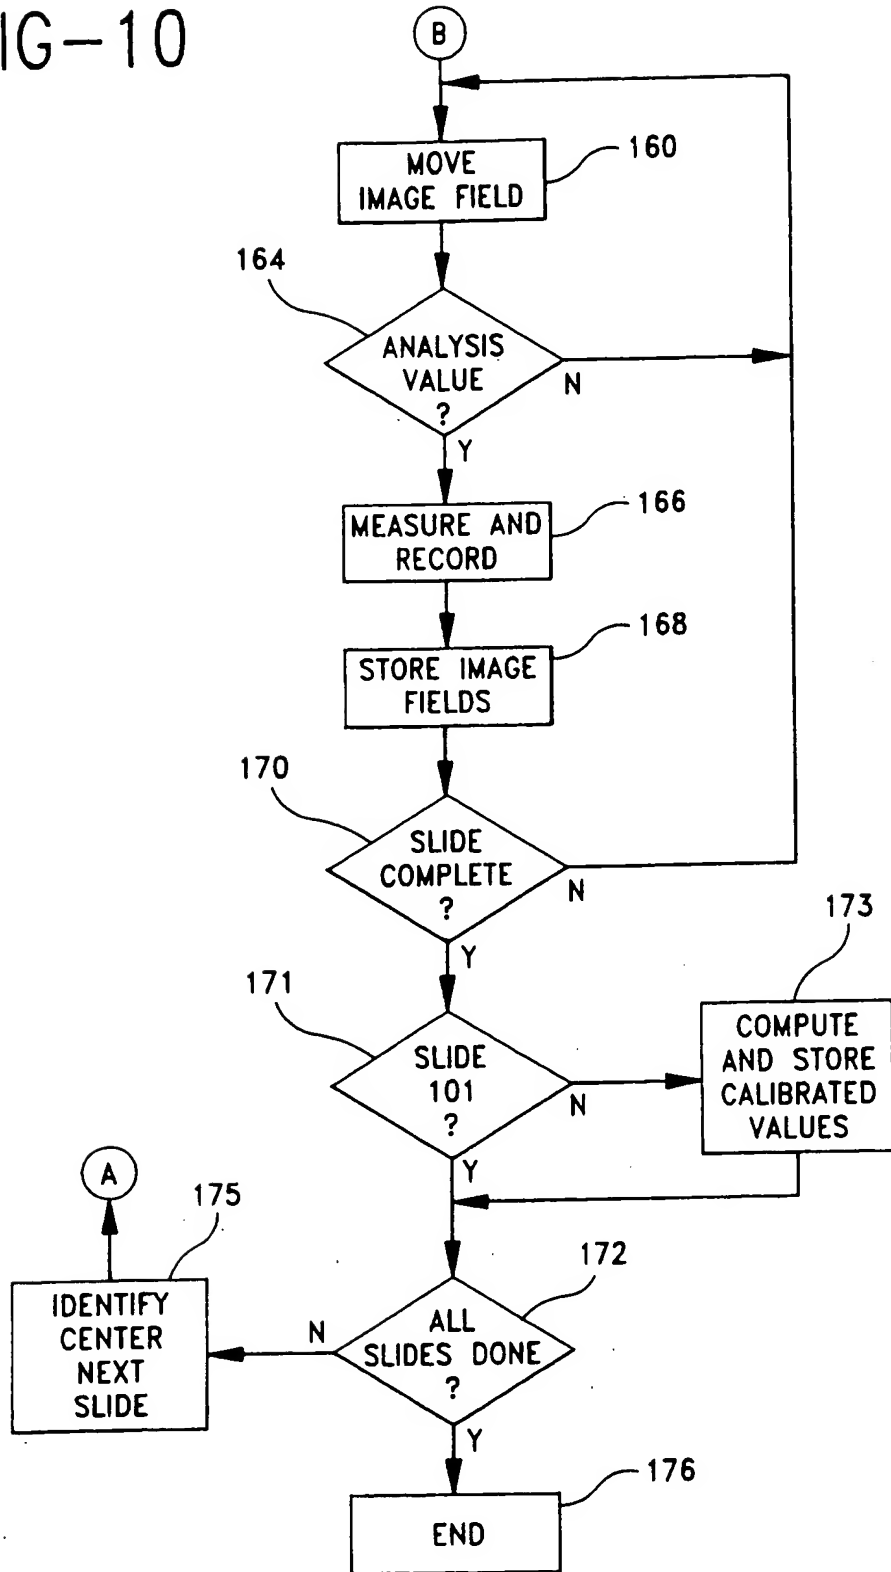 IG-10
B
MOVE
IMAGE FIELD
160
164
ANALYSIS
VALUE
?
N
Y
MEASURE AND
RECORD
166
STORE IMAGE
FIELDS
168
170
SLIDE
COMPLETE
?
N
Y
171
SLIDE
101
?
N
Y
173
COMPUTE
AND STORE
CALIBRATED
VALUES
A
175
IDENTIFY
CENTER
NEXT
SLIDE
172
ALL
SLIDES DONE
?
N
Y
END
176